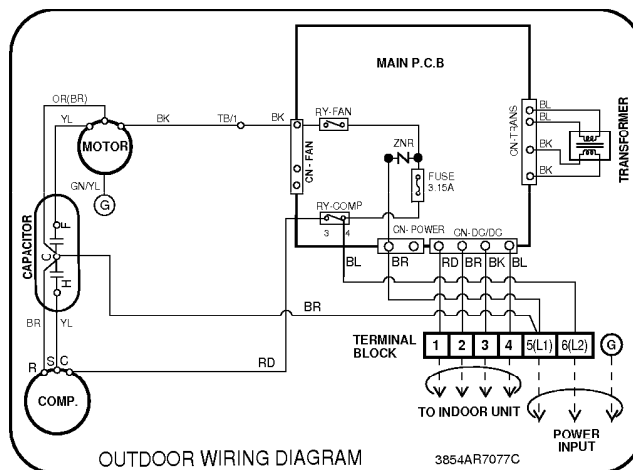 MAIN P.C.B
OR(BR)
YL
BK
TB/1
BK
RY-FAN
ZNR
BL
BL
BK
BK
CN-TRANS
TRANSFORMER
MOTOR
CN - FAN
FUSE
3.15A
GN/YL
G
RY-COMP
3 4
CN- POWER
CN-DC/DC
CAPACITOR
F
C
H
BL
BR
RD
BR
BK
BL
BR
BR
YL
TERMINAL
BLOCK
1 2 3 4 5(L1) 6(L2) G
R S C
RD
COMP.
TO INDOOR UNIT
POWER
INPUT
OUTDOOR WIRING DIAGRAM
3854AR7077C